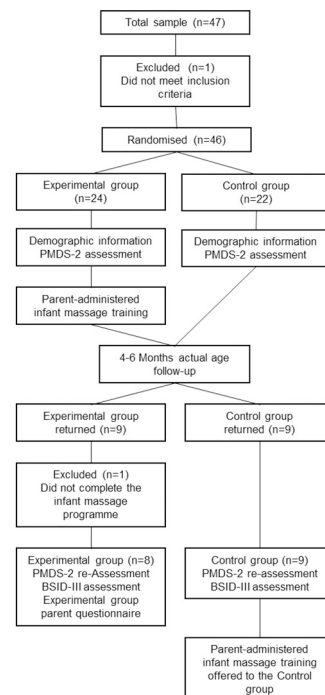 Total sample (n=47)
Excluded (n=1)
Did not meet inclusion
criteria
Randomised (n=46)
Experimental group
(n=24)
Control group
(n=22)
Demographic information
PMDS-2 assessment
Demographic information
PMDS-2 assessment
Parent-administered
infant massage training
4-6 Months actual age
follow-up
Experimental group
returned (n=9)
Control group
returned (n=9)
Excluded (n=1)
Did not complete the
infant massage
programme
Experimental group (n=8)
PMDS-2 re-Assessment
BSID-III assessment
Experimental group
parent questionnaire
Control group (n=9)
PMDS-2 re-assessment
BSID-III assessment
Parent-administered
infant massage training
offered to the Control
group